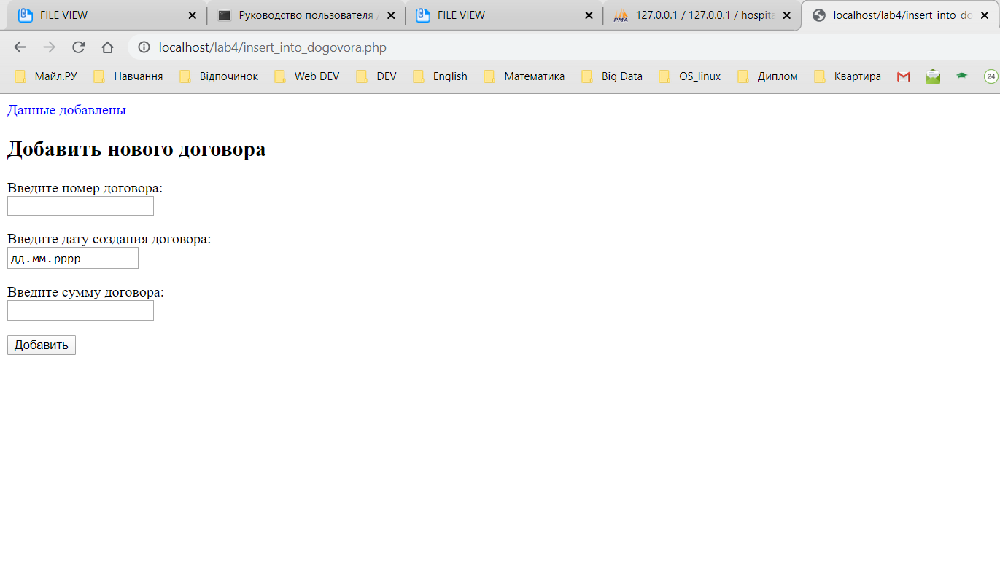 FILE VIEW
Руководство пользователя /
FILE VIEW
PMA 127.0.0.1 / 127.0.0.1 / hospita
localhost/lab4/insert_into_do
localhost/lab4/insert_into_dogovora.php
Майл.РУ Навчання Відпочинок Web DEV DEV English Математика Big Data OS_linux Диплом Квартира 24
Данные добавлены
Добавить нового договора
Введите номер договора:
Введите дату создания договора:
дд.мм.рррр
Введите сумму договора:
Добавить